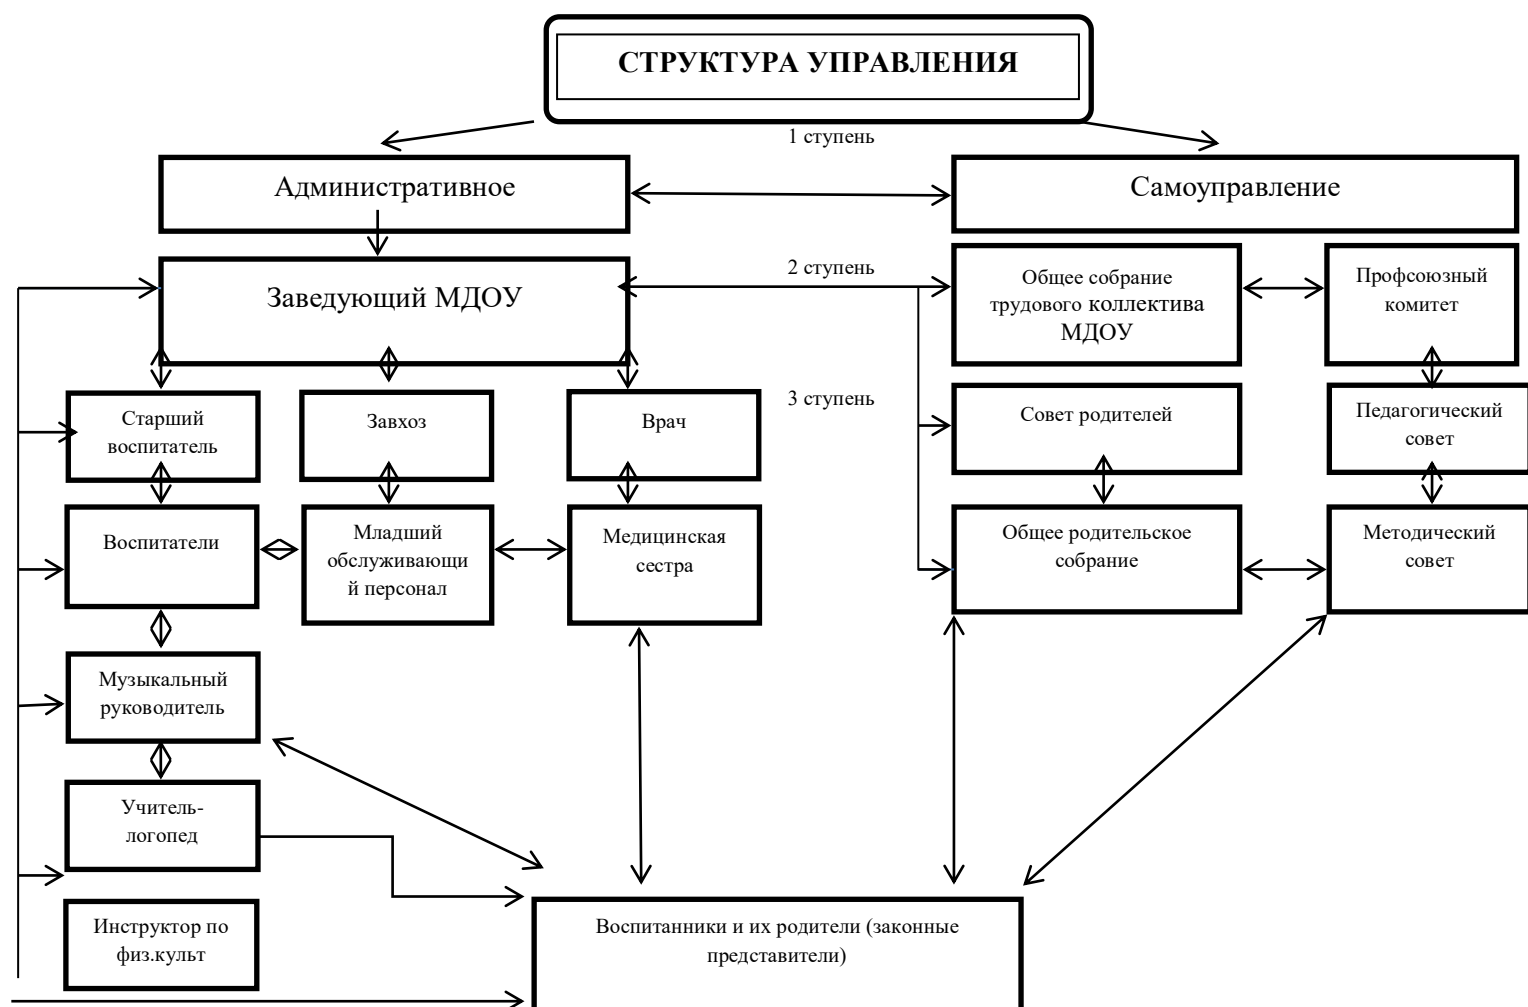 СТРУКТУРА УПРАВЛЕНИЯ
1 ступень
Административное
Самоуправление
2 ступень
Заведующий МДОУ
Общее собрание
трудового коллектива
МДОУ
Профсоюзный
комитет
3 ступень
Старший
воспитатель
Завхоз
Врач
Совет родителей
Педагогический
совет
Воспитатели
Младший
обслуживающи
й персонал
Медицинская
сестра
Общее родительское
собрание
Методический
совет
Музыкальный
руководитель
Учитель-
логопед
Инструктор по
физ.культ
Воспитанники и их родители (законные
представители)